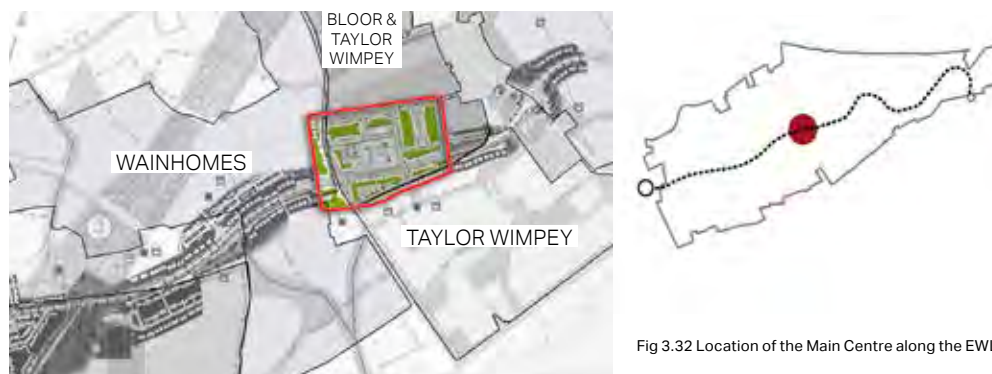 BLOOR &
TAYLOR
WIMPEY
WAINHOMES
TAYLOR WIMPEY
Fig 3.32 Location of the Main Centre along the EWL